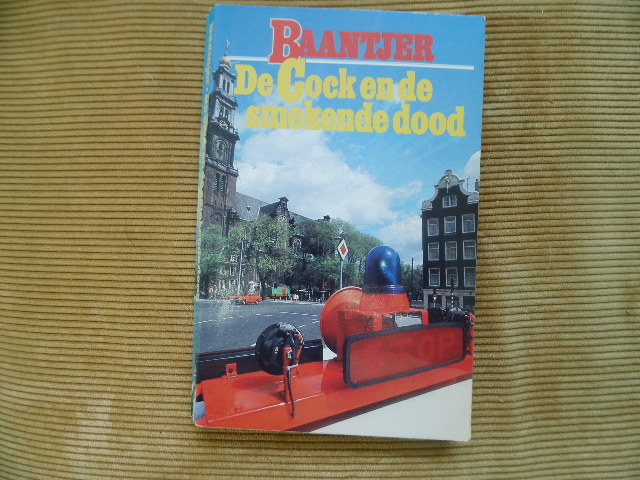 BAANTJER
De Cock en de
smekende dood